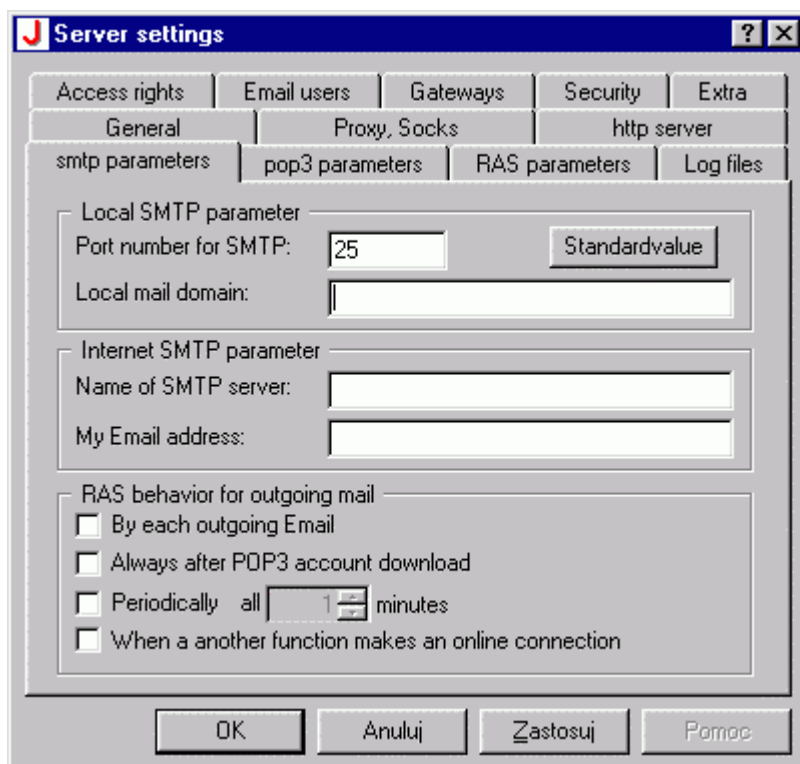 J Server settings ? X
Access rights Email users Gateways Security Extra
General Proxy, Socks http server
smtp parameters pop3 parameters RAS parameters Log files
Local SMTP parameter
Port number for SMTP: 25 Standardvalue
Local mail domain:
Internet SMTP parameter
Name of SMTP server:
My Email address:
RAS behavior for outgoing mail
By each outgoing Email
Always after POP3 account download
Periodically all 1 minutes
When a another function makes an online connection
OK Anuluj Zastosuj Pomoc